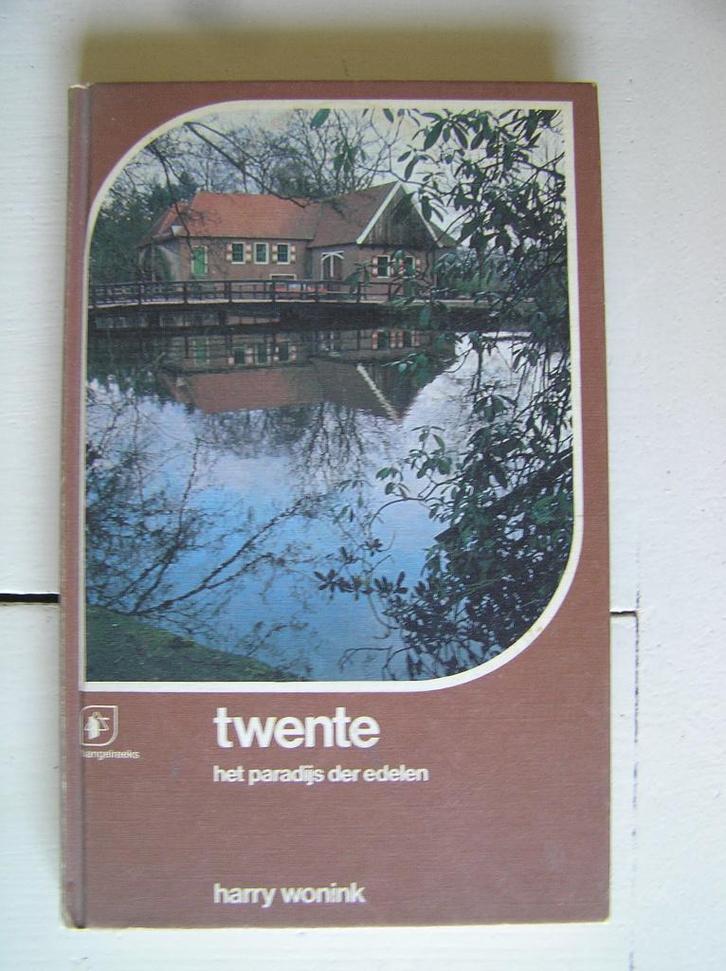 twente
het paradijs der edelen
harry wonink